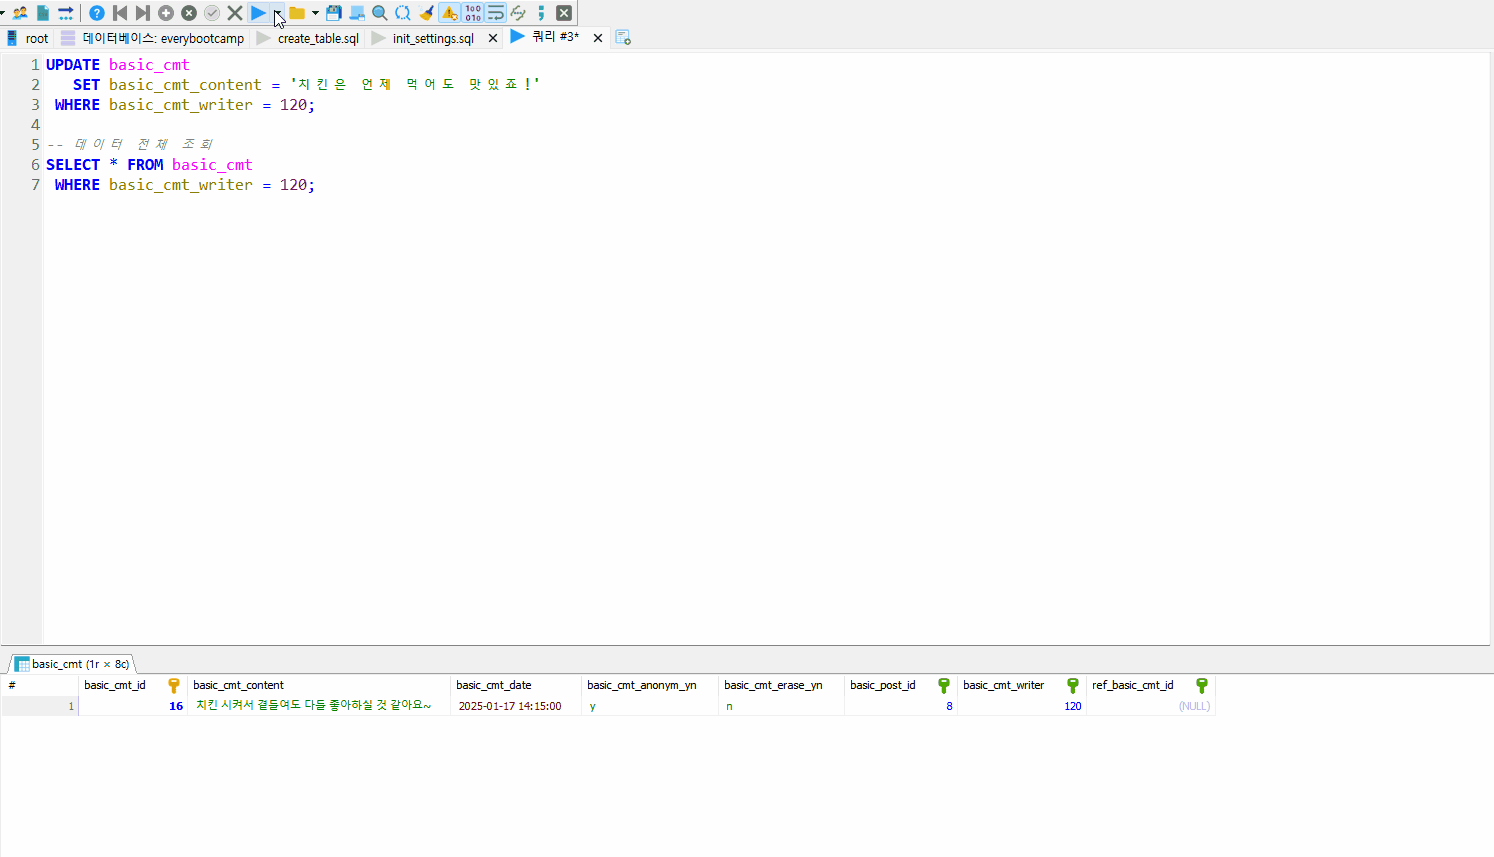 root 데이터베이스: everybootcamp create_table.sql init_settings.sql 쿼리 #3*
1 UPDATE basic_cmt
2 SET basic_cmt_content = '치킨은 언제 먹어도 맛있죠!'
3 WHERE basic_cmt_writer = 120;
4
5 -- 데이터 전체 조회
6 SELECT * FROM basic_cmt
7 WHERE basic_cmt_writer = 120;
basic_cmt (1r × 8c)
# basic_cmt_id basic_cmt_content basic_cmt_date basic_cmt_anonym_yn basic_cmt_erase_yn basic_post_id basic_cmt_writer ref_basic_cmt_id
1 16 치킨 시켜서 곁들여도 다들 좋아하실 것 같아요~ 2025-01-17 14:15:00 y n 8 120 (NULL)